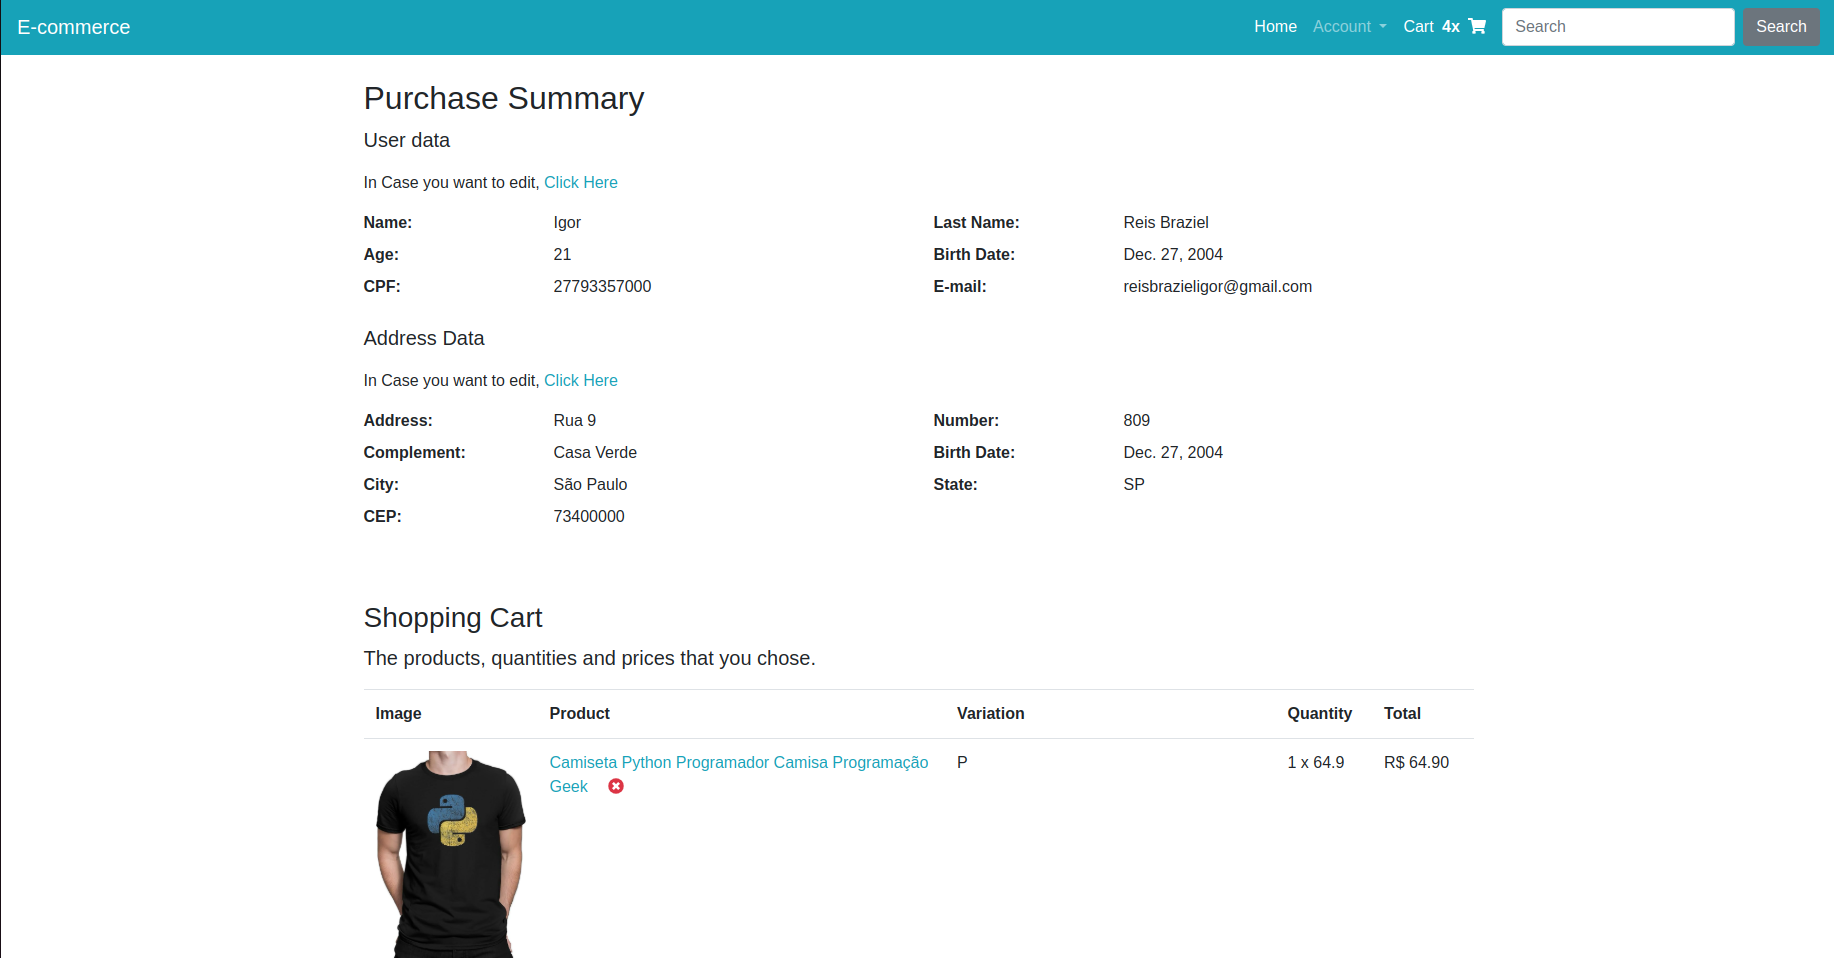 E-commerce
Home Account Cart 4x Search Search
Purchase Summary
User data
In Case you want to edit, Click Here
Name: Igor Last Name: Reis Braziel
Age: 21 Birth Date: Dec. 27, 2004
CPF: 27793357000 E-mail: reisbrazieligor@gmail.com
Address Data
In Case you want to edit, Click Here
Address: Rua 9 Number: 809
Complement: Casa Verde Birth Date: Dec. 27, 2004
City: São Paulo State: SP
CEP: 73400000
Shopping Cart
The products, quantities and prices that you chose.
Image Product Variation Quantity Total
Camiseta Python Programador Camisa Programação P 1 x 64.9 R$ 64.90
Geek